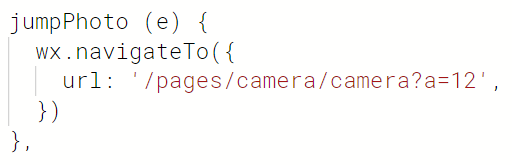 jumpPhoto (e) {
  wx.navigateTo({
    url: '/pages/camera/camera?a=12',
  })
},